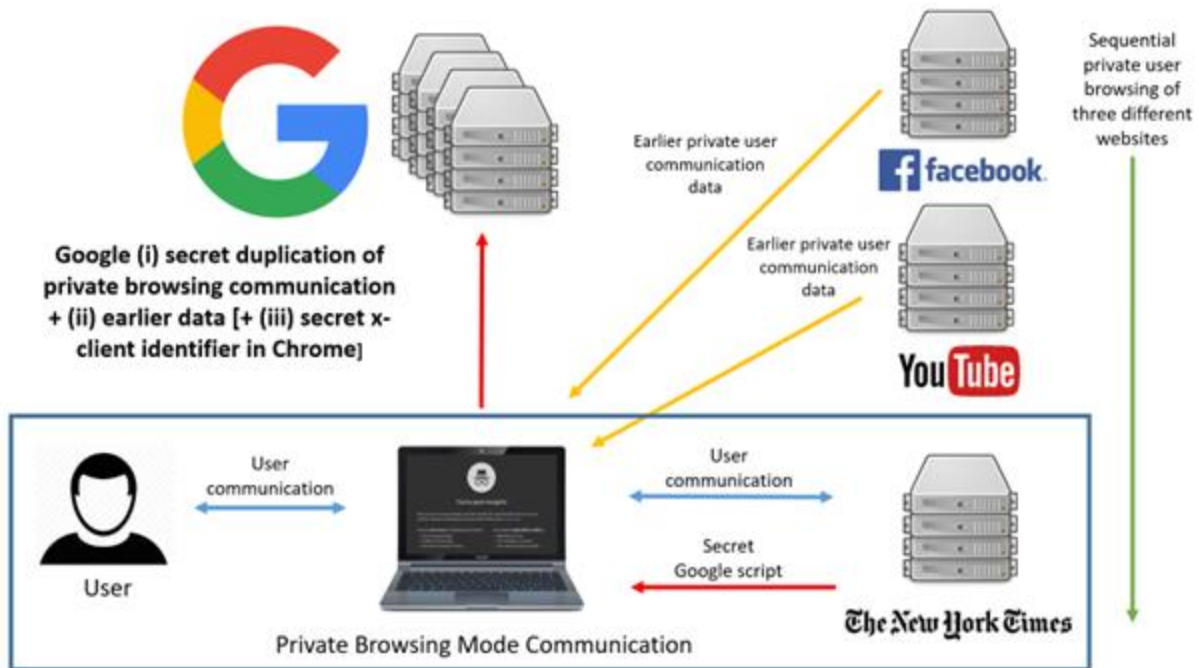 Sequential
private user
browsing of
three different
websites
Earlier private user
communication
data
facebook.
Earlier private user
communication
data
Google (i) secret duplication of
private browsing communication
+ (ii) earlier data [+ (iii) secret x-
client identifier in Chrome]
YouTube
User
communication
User
communication
Secret
Google script
User
The New York Times
Private Browsing Mode Communication